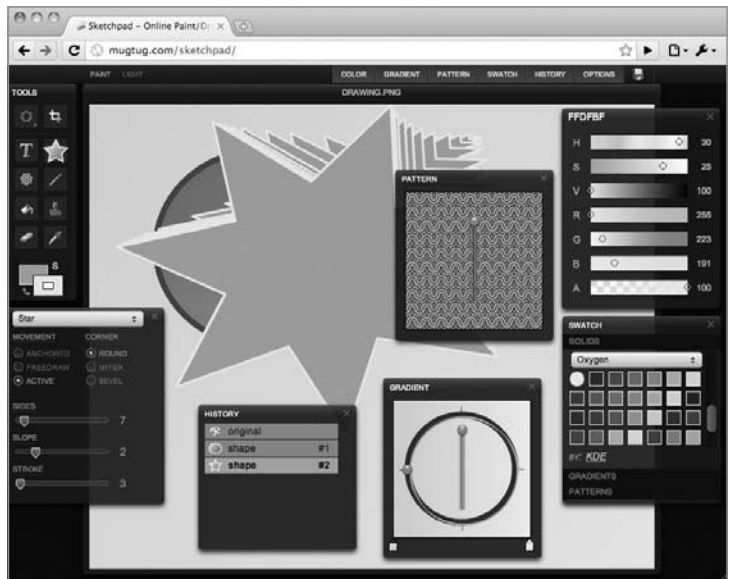 Sketchpad – Online Paint/Dr
mugtug.com/sketchpad/
PAINT LIGHT
COLOR GRADIENT PATTERN SWATCH HISTORY OPTIONS
TOOLS
DRAWING.PNG
T
S
FFDFBF
H 30
S 25
V 100
R 255
G 223
B 191
A 100
PATTERN
Star
MOVEMENT CORNER
ANCHORED ROUND
FREEDRAW MITER
ACTIVE BEVEL
SIDES
7
SLOPE
2
STROKE
3
HISTORY
original
shape #1
shape #2
GRADIENT
SWATCH
SOLIDS
Oxygen
BY: KDE
GRADIENTS
PATTERNS